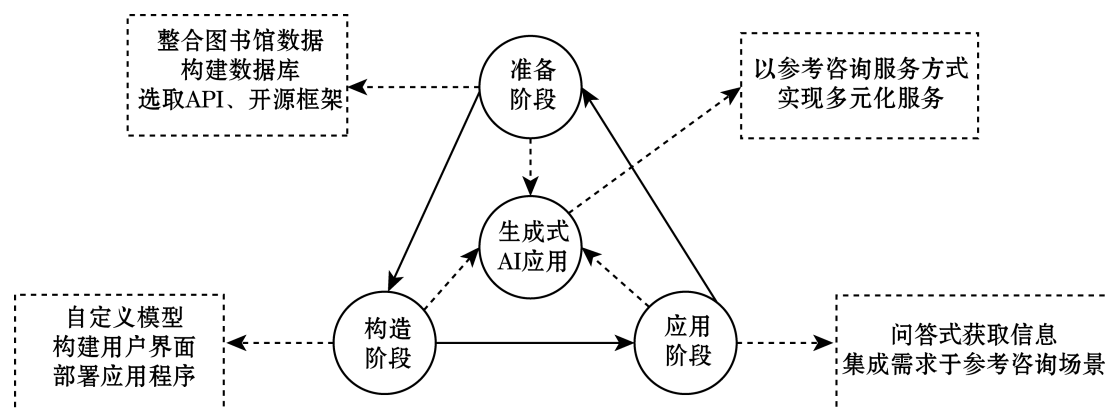 整合图书馆数据
构建数据库
选取API、开源框架
准备
阶段
以参考咨询服务方式
实现多元化服务
生成式
AI应用
自定义模型
构建用户界面
部署应用程序
构造
阶段
应用
阶段
问答式获取信息
集成需求于参考咨询场景